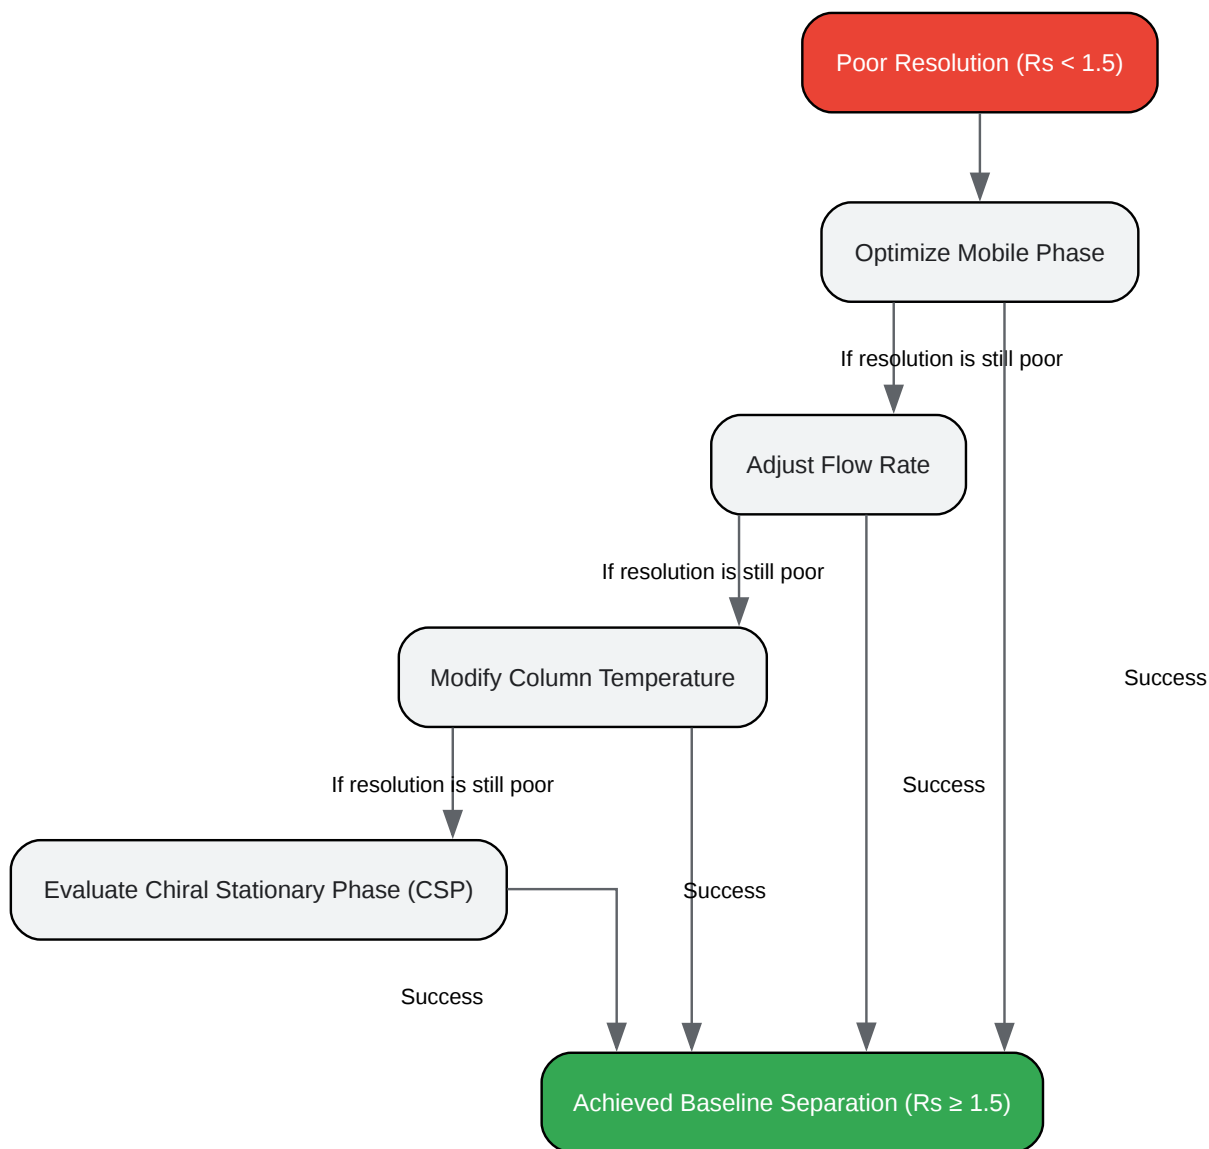 Poor Resolution (Rs < 1.5)
Optimize Mobile Phase
If resolution is still poor
Adjust Flow Rate
If resolution is still poor
Modify Column Temperature
Success
If resolution is still poor
Success
Evaluate Chiral Stationary Phase (CSP)
Success
Success
Achieved Baseline Separation (Rs ≥ 1.5)